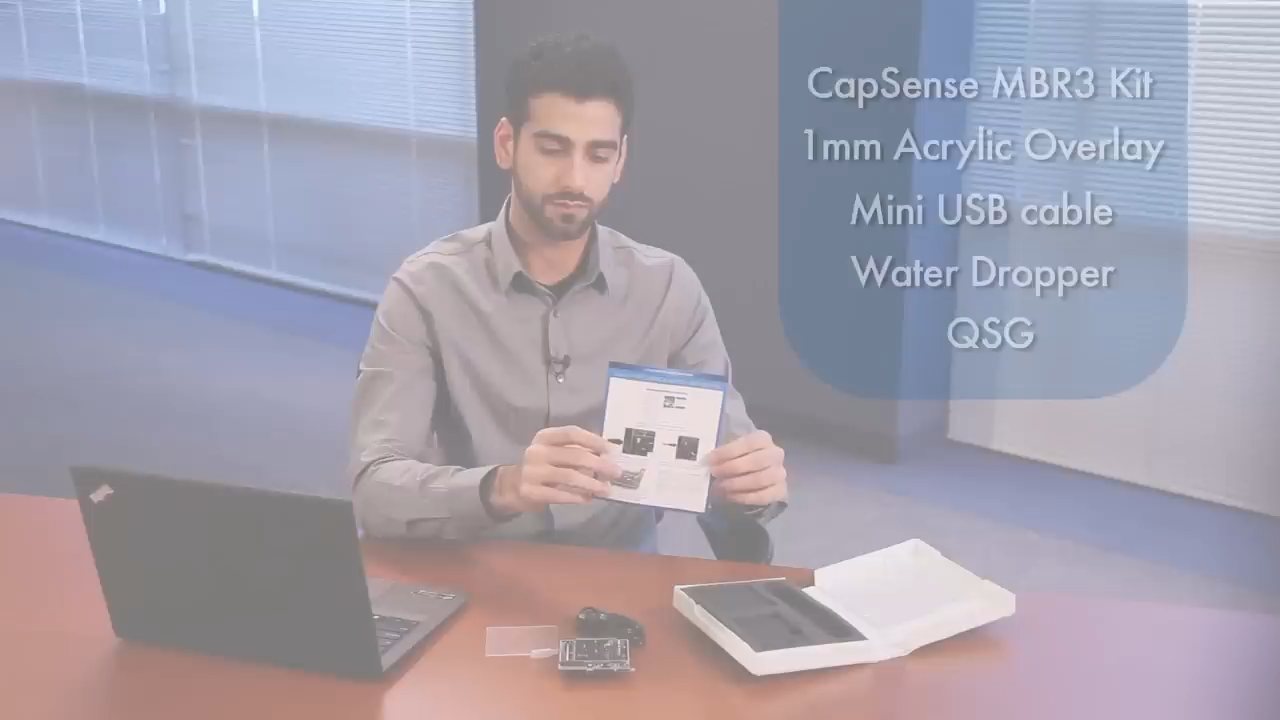 CapSense MBR3 Kit
1mm Acrylic Overlay
Mini USB cable
Water Dropper
QSG